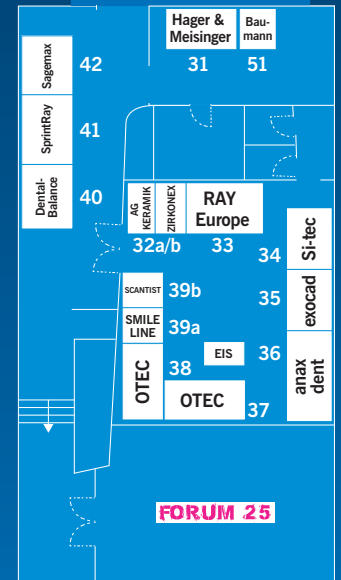 Hager &
Meisinger
Bau-
mann
31
51
Sagemax
42
SprintRay
41
Dental-
Balance
40
AG
KERAMIK
ZIRKONEX
RAY
Europe
32a/b
33
34
Si-tec
SCANTIST
39b
35
exocad
SMILE
LINE
39a
EIS
36
OTEC
38
anax
dent
OTEC
37
FORUM 25